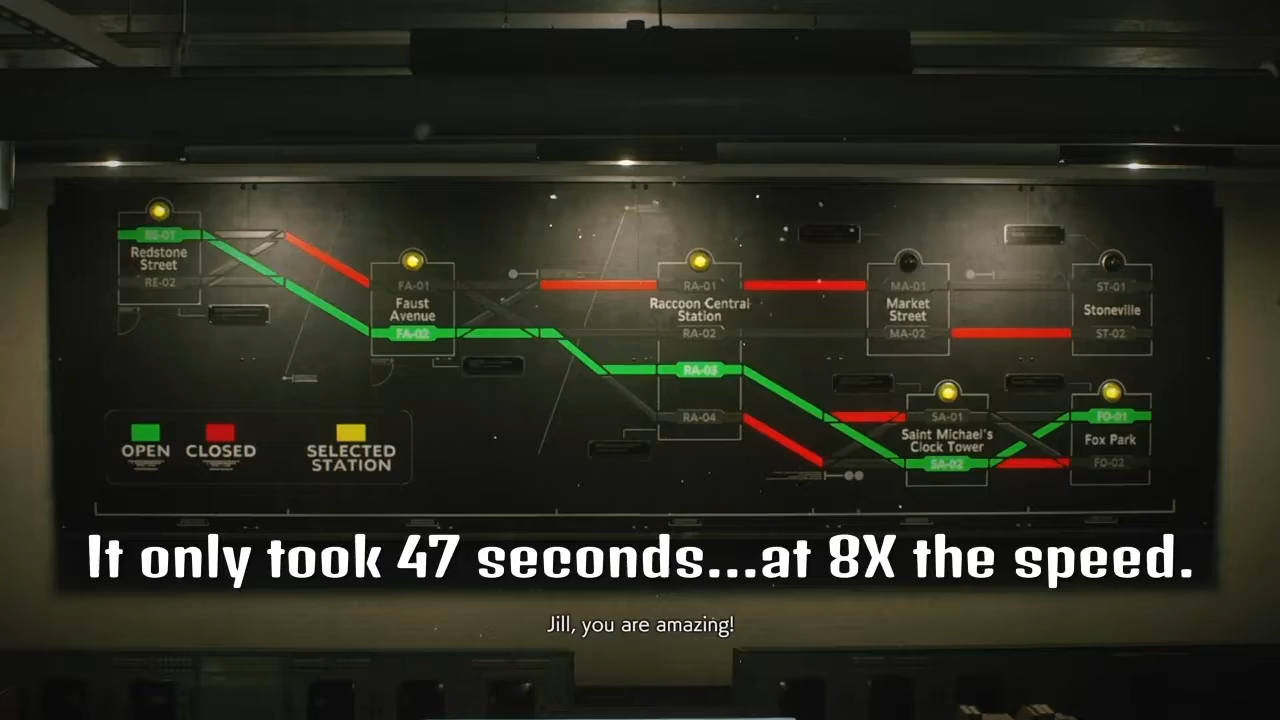 RE-01
Redstone
Street
RE-02
FA-01
Faust
Avenue
FA-02
RA-01
Raccoon Central
Station
RA-02
RA-03
RA-04
MA-01
Market
Street
MA-02
ST-01
Stoneville
ST-02
SA-01
Saint Michael's
Clock Tower
SA-02
FO-01
Fox Park
FO-02
OPEN
CLOSED
SELECTED
STATION
It only took 47 seconds...at 8X the speed.
Jill, you are amazing!